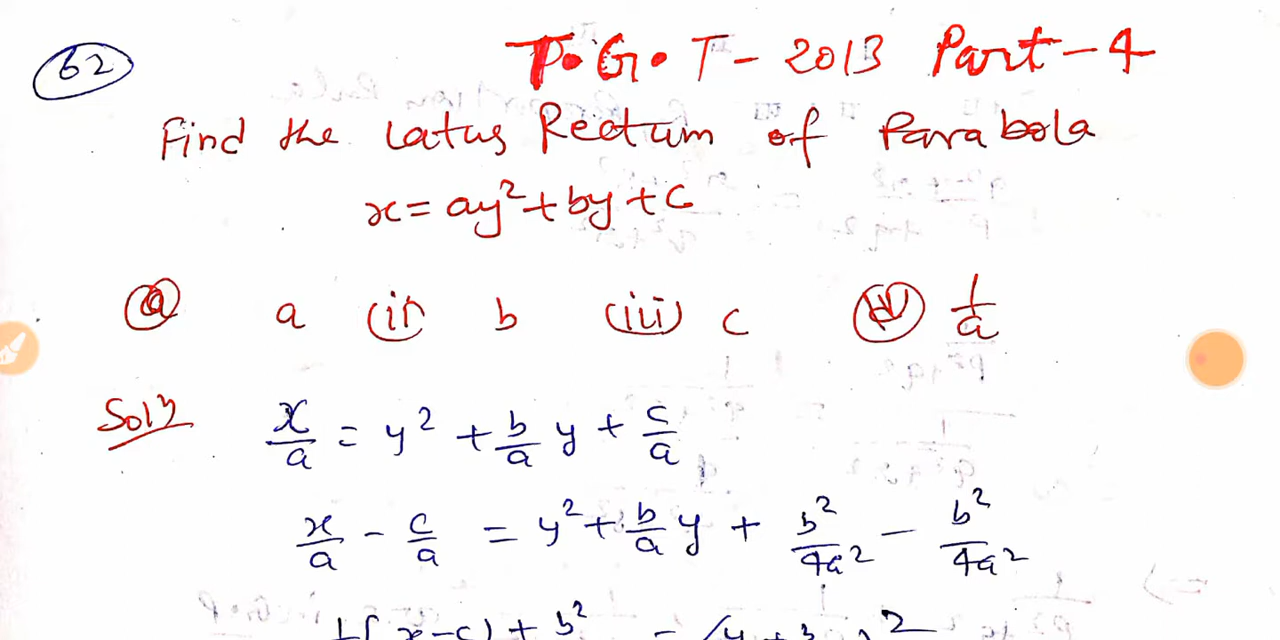 62
P.G.T - 2013 Part-4
Find the Latus Rectum of Parabola
x = ay² + by + c
(a) a (ii) b (iii) c (iv) 1/a
Soln
x/a = y² + b/a y + c/a
x/a - c/a = y² + b/a y + b²/4a² - b²/4a²